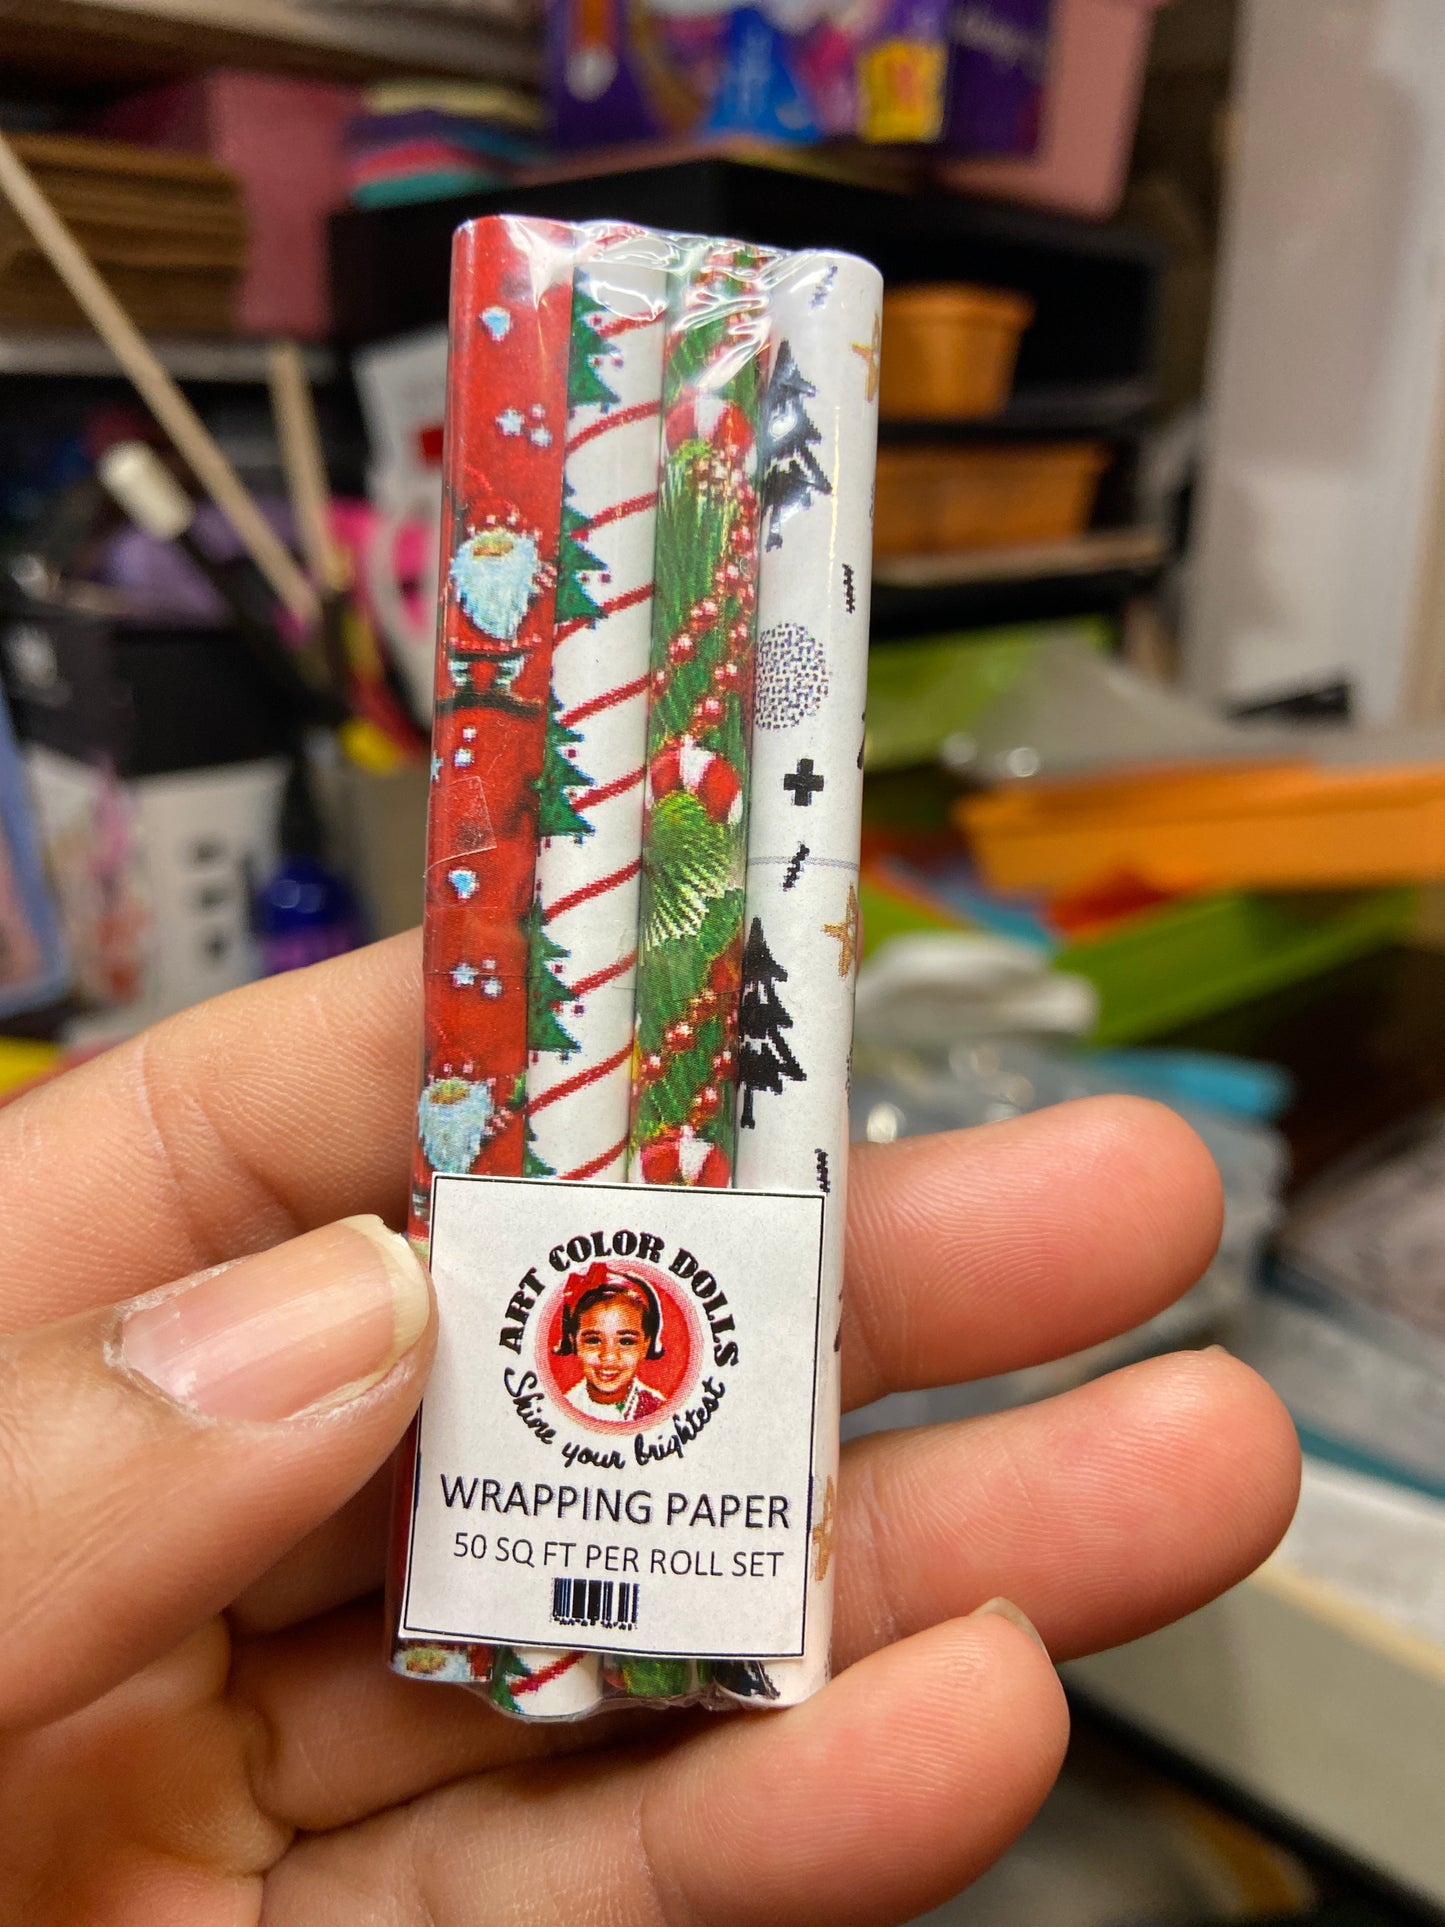 ART COLOR DOLLS
Shine your brightest
WRAPPING PAPER
50 SQ FT PER ROLL SET